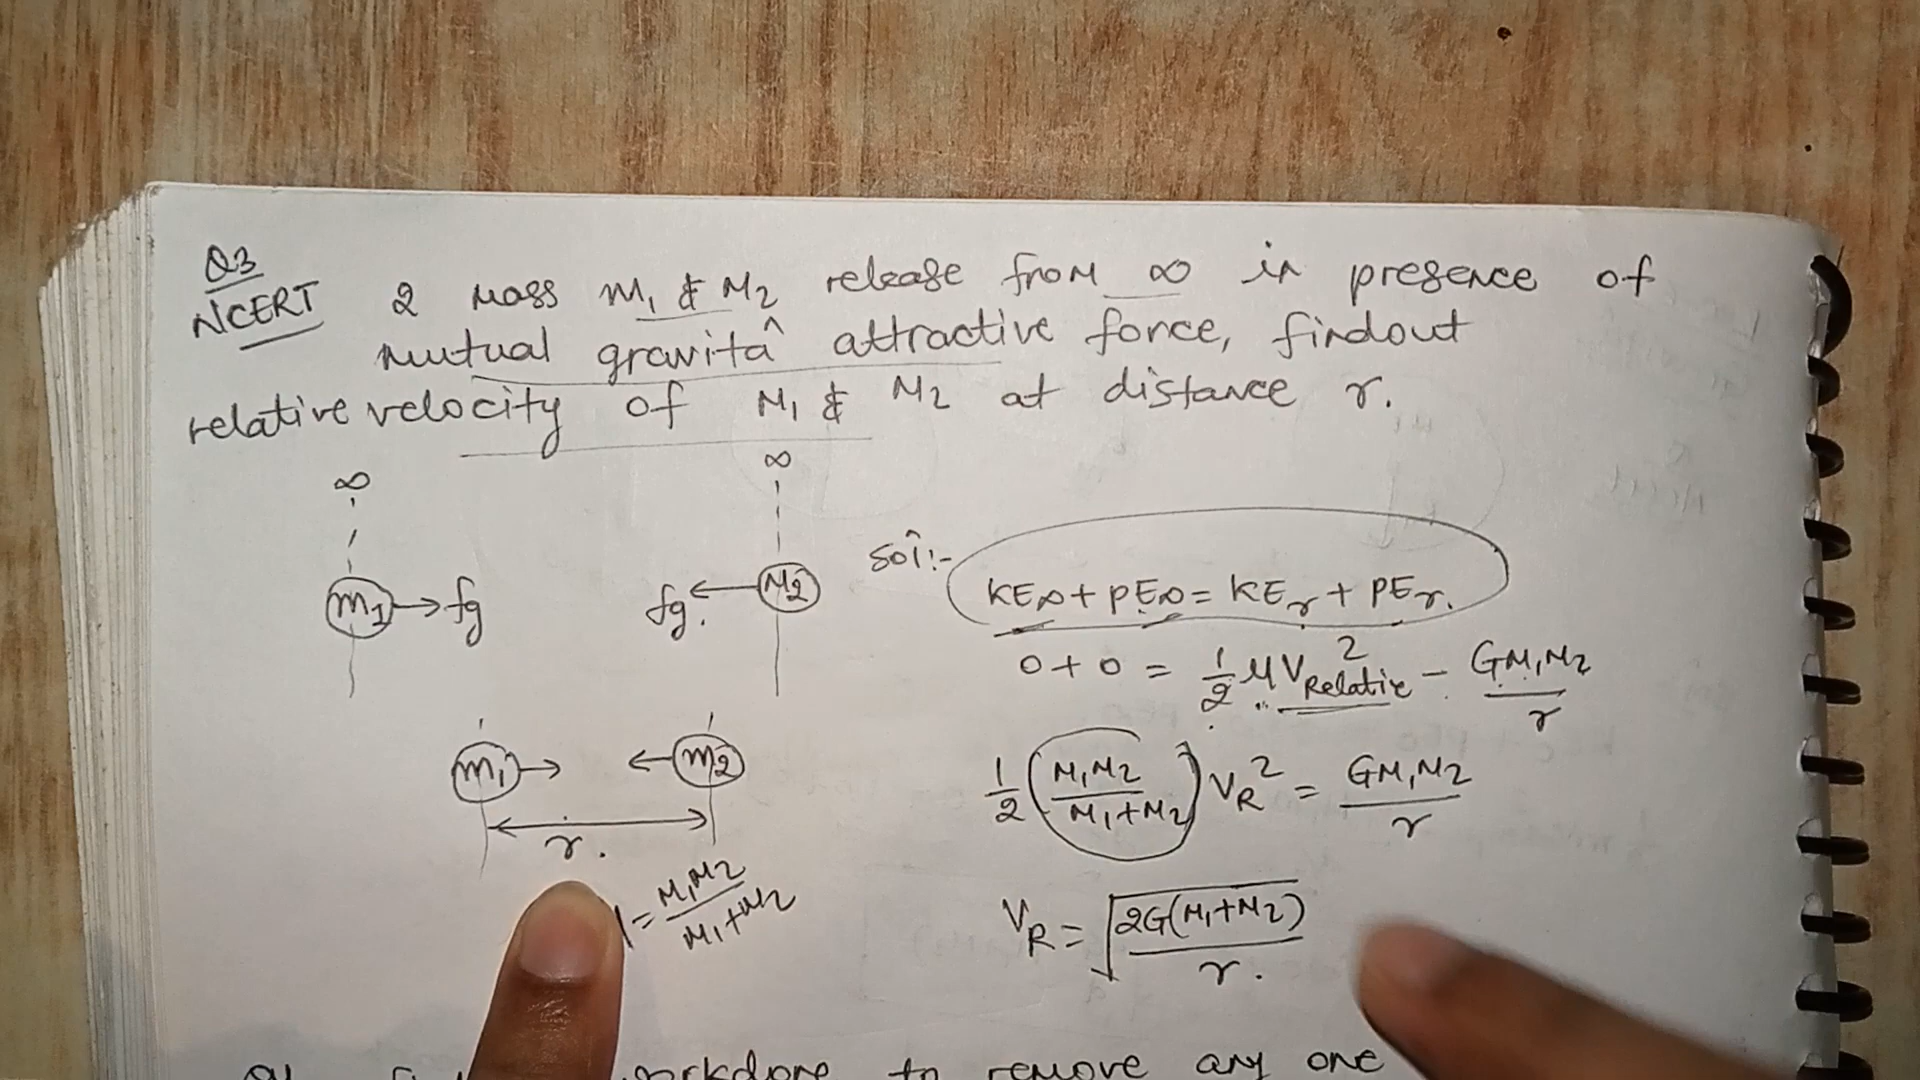 Q3
NCERT 2 mass m₁ & M₂ release from ∞ in presence of
mutual gravitâ attractive force, findout
relative velocity of M₁ & M₂ at distance r.
∞ ∞
m₁ → fg fg. ← M₂
m₁ → ← m₂
r.
= M₁M₂ / M₁+M₂
Sol̂:-
KE∞ + PE∞ = KEr + PEr.
0 + 0 = 1/2 μ V²Relative - GM₁M₂/r
1/2 (M₁M₂ / M₁+M₂) VR² = GM₁M₂/r
VR = √(2G(M₁+M₂)/r).
to remove any one